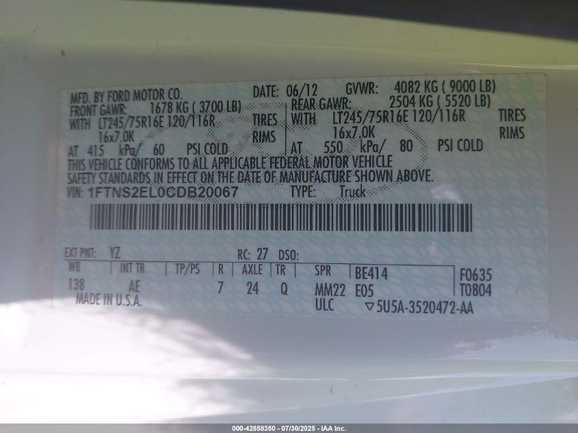 MFD. BY FORD MOTOR CO. DATE: 06/12 GVWR: 4082 KG ( 9000 LB)
FRONT GAWR: 1678 KG ( 3700 LB) REAR GAWR: 2504 KG ( 5520 LB)
WITH LT245/75R16E 120/116R TIRES WITH LT245/75R16E 120/116R TIRES
16x7.0K RIMS 16x7.0K RIMS
AT 415 kPa/ 60 PSI COLD AT 550 kPa/ 80 PSI COLD
THIS VEHICLE CONFORMS TO ALL APPLICABLE FEDERAL MOTOR VEHICLE
SAFETY STANDARDS IN EFFECT ON THE DATE OF MANUFACTURE SHOWN ABOVE.
VIN: 1FTNS2EL0CDB20067 TYPE: Truck
EXT PNT: YZ RC: 27 DSO:
WB INT TR TP/PS R AXLE TR SPR BE414 F0635
138 AE 7 24 Q MM22 E05 T0804
MADE IN U.S.A. ULC ▽5U5A-3520472-AA
000-42858350 - 07/30/2025 - IAA Inc.